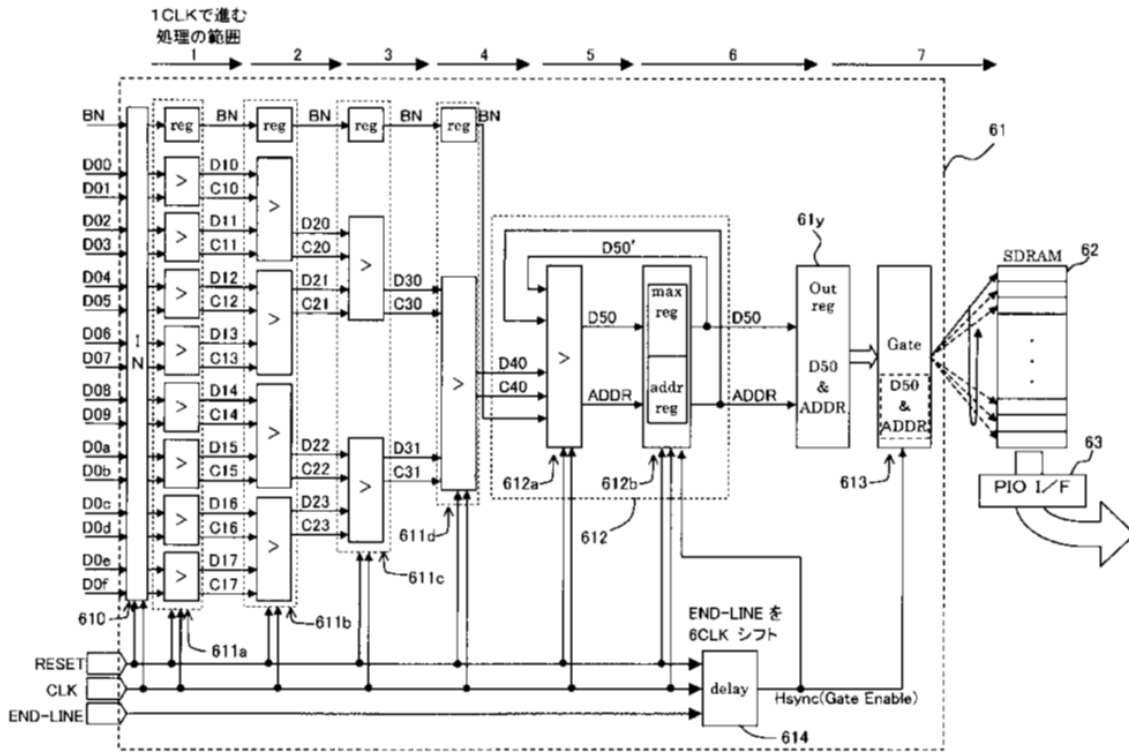 1CLKで進む
処理の範囲
1 2 3 4 5 6 7
BN reg BN reg BN reg BN reg BN
61
D00 D10
D01 > C10 >
D02 D11 D20
D03 > C11 C20
61y
D50'
SDRAM 62
D04 D12 D21 > D30
D05 > C12 > C21 C30
max reg
D50 D50
Out reg
I N
D06 D13
D07 > C13
Gate
D08 D14 > D40 >
D09 > C14 > C40
D50 & ADDR
ADDR addr reg ADDR
D50 & ADDR
D0a D15 D22 D31
D0b > C15 C22 > C31
612a 612b 613 63
PIO I/F
D0c D16 D23 611d 612
D0d > C16 > C23
D0e D17 611c
D0f > C17
610 611a 611b
END-LINE を
6CLK シフト
RESET
CLK delay Hsync(Gate Enable)
END-LINE
614